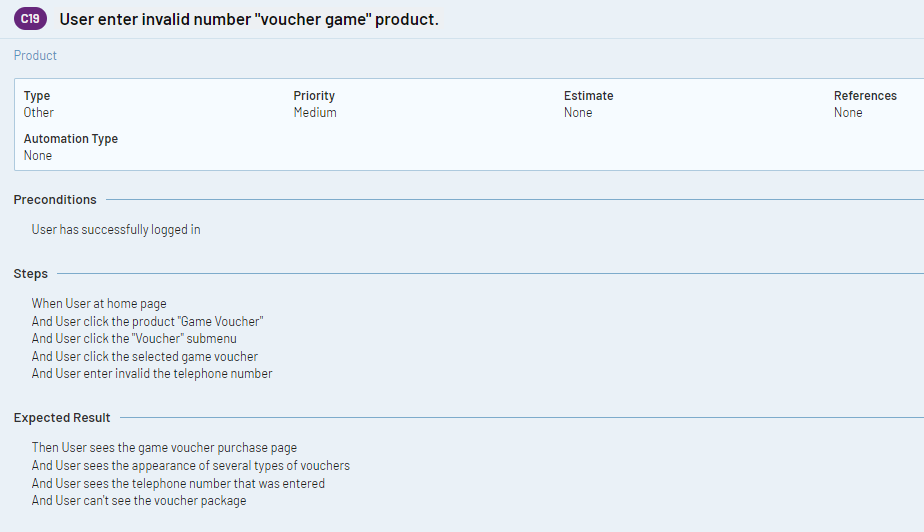 C19 User enter invalid number "voucher game" product.
Product
Type Priority Estimate References
Other Medium None None
Automation Type
None
Preconditions
User has successfully logged in
Steps
When User at home page
And User click the product "Game Voucher"
And User click the "Voucher" submenu
And User click the selected game voucher
And User enter invalid the telephone number
Expected Result
Then User sees the game voucher purchase page
And User sees the appearance of several types of vouchers
And User sees the telephone number that was entered
And User can't see the voucher package